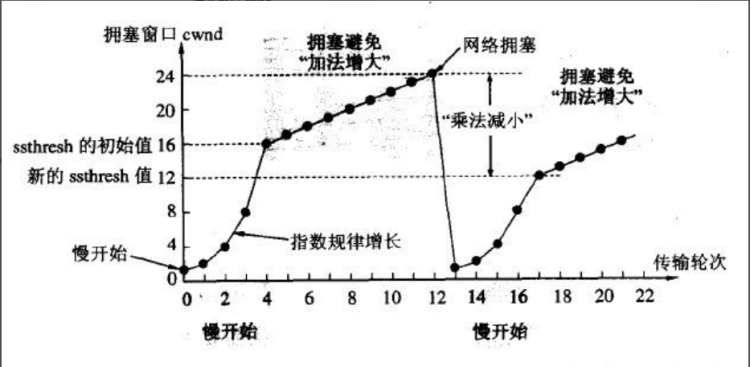 拥塞窗口 cwnd
拥塞避免
“加法增大”
网络拥塞
拥塞避免
“加法增大”
24
20
ssthresh 的初始值 16
“乘法减小”
新的 ssthresh 值 12
8
指数规律增长
4
慢开始
0
传输轮次
0 2 4 6 8 10 12 14 16 18 20 22
慢开始
慢开始